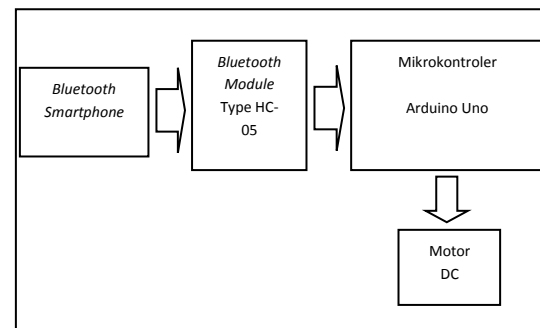 Bluetooth
Smartphone
Bluetooth
Module
Type HC-
05
Mikrokontroler
Arduino Uno
Motor
DC